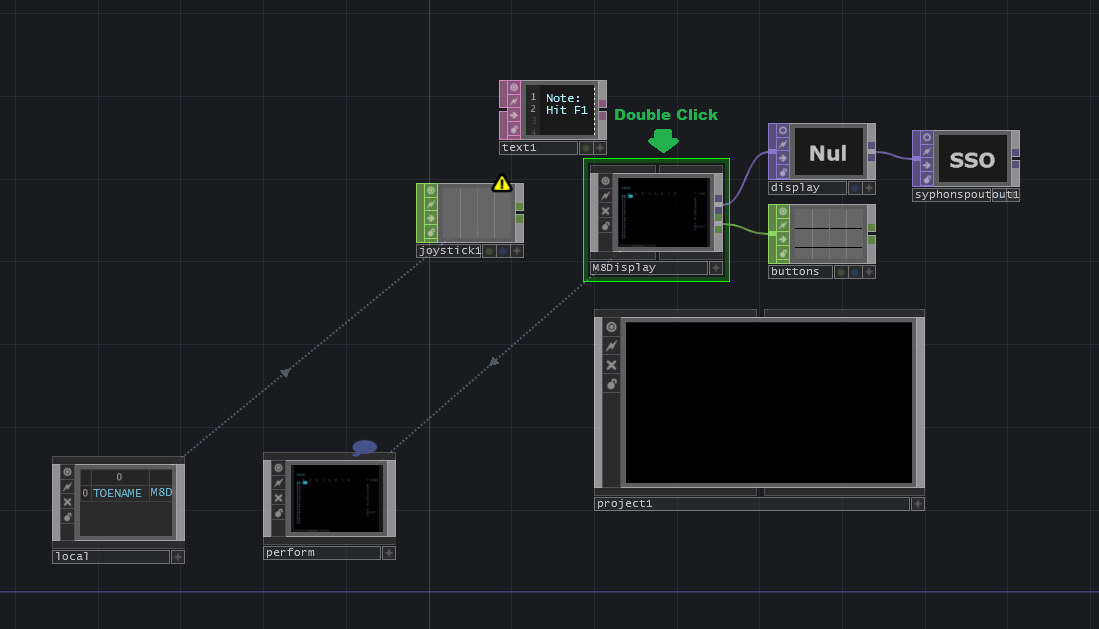 1 Note:
2 Hit F1
3
4
text1
Double Click
Nul
display
SSO
syphonspoutout1
joystick1
M8Display
buttons
project1
0
0 TOENAME M8D
local
perform